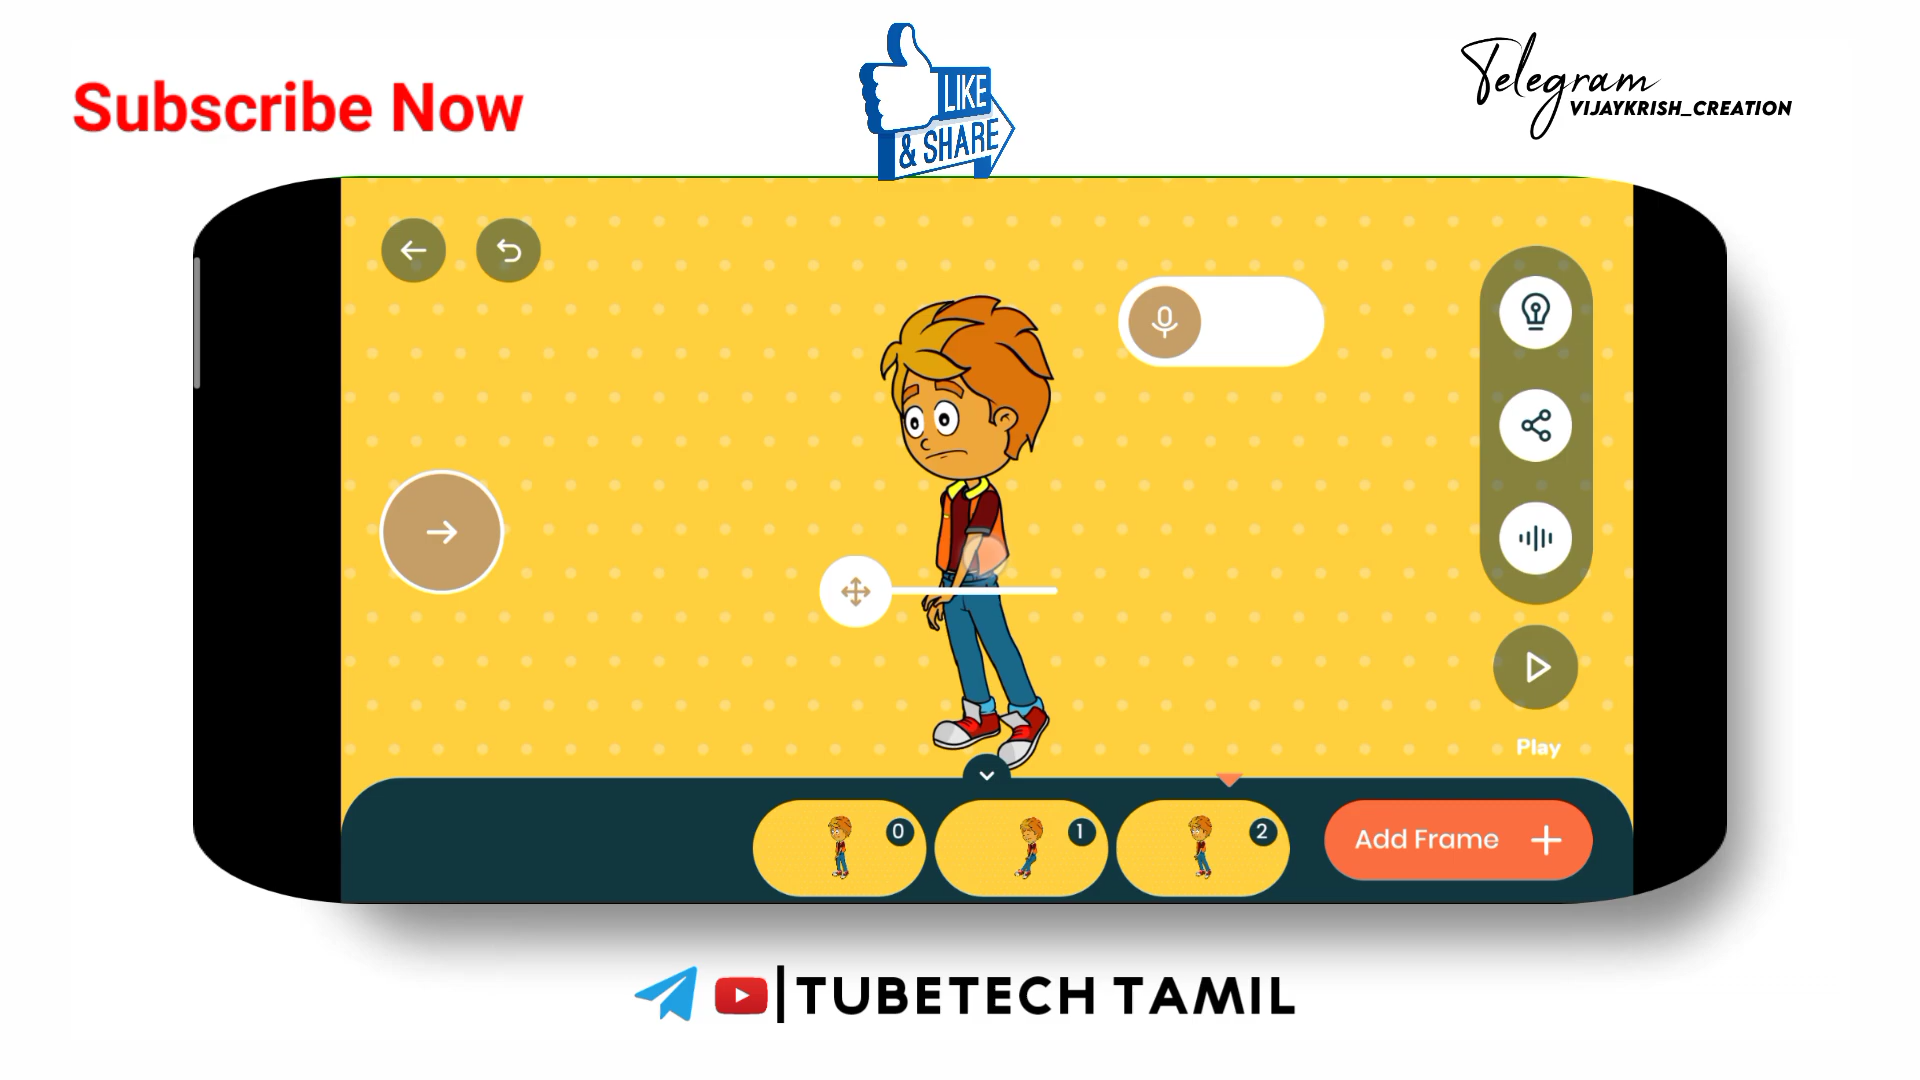 Subscribe Now
LIKE
& SHARE
Telegram
VIJAYKRISH_CREATION
Play
0
1
2
Add Frame
TUBETECH TAMIL